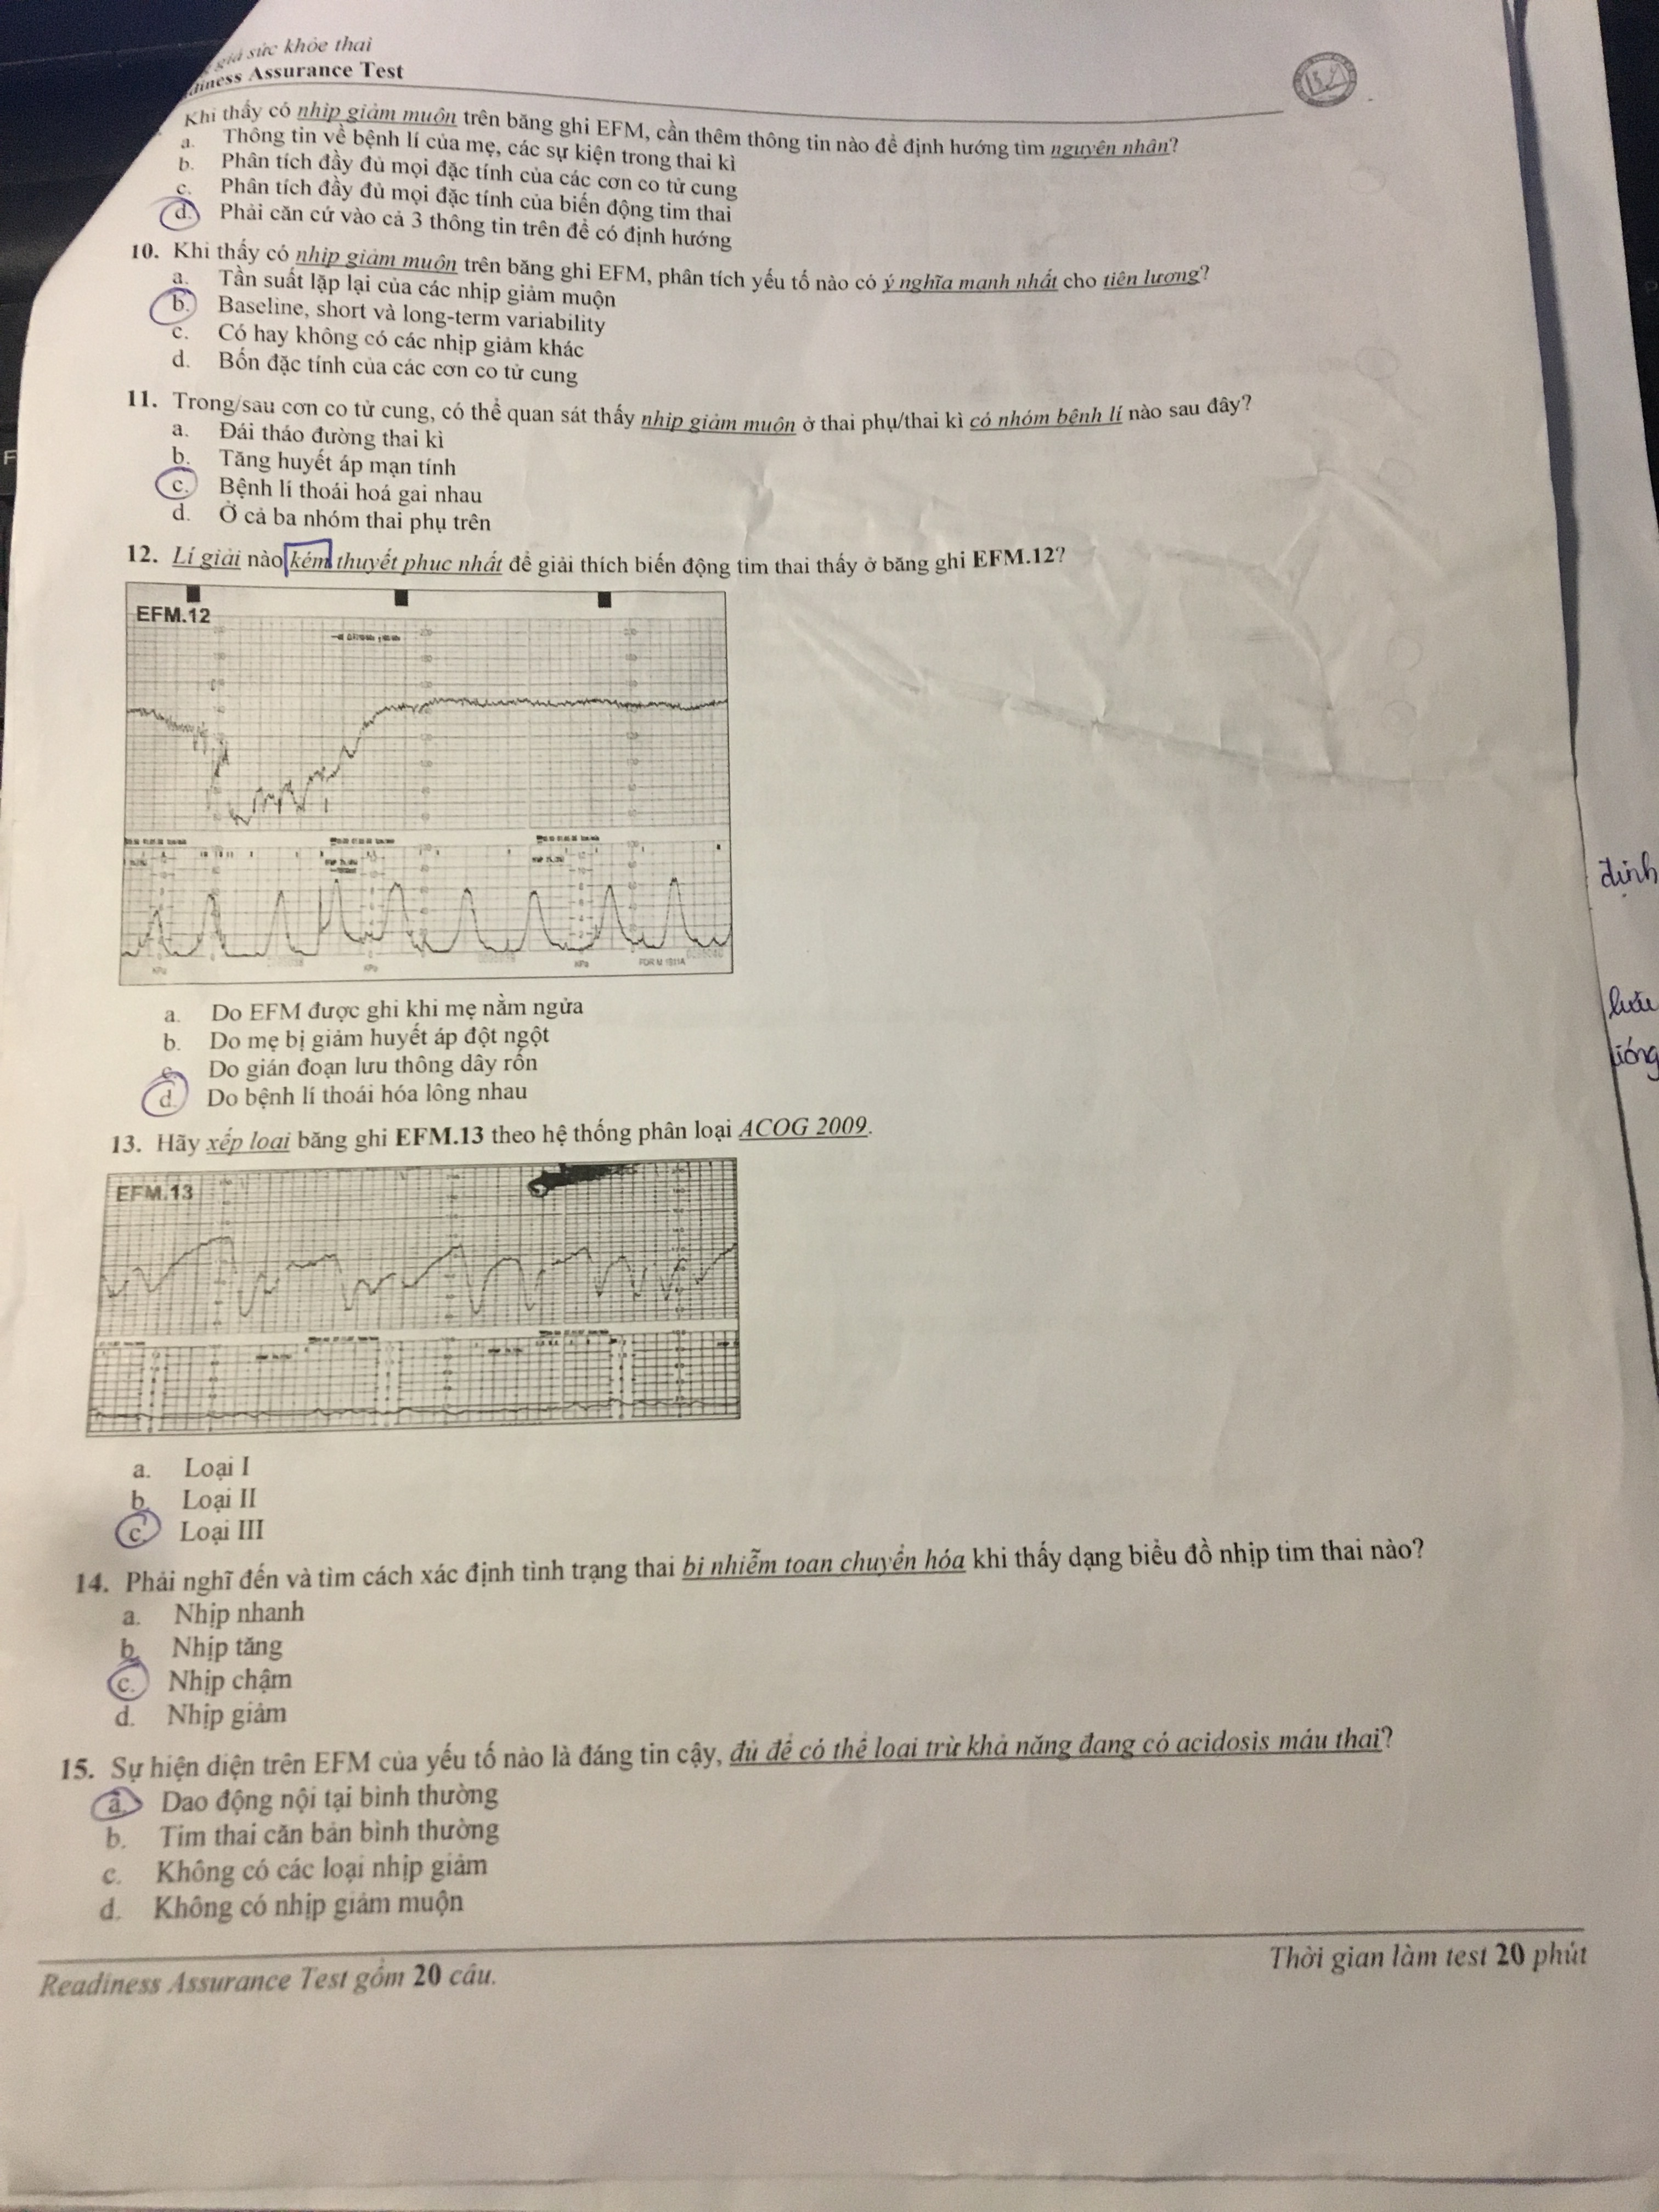 giá sức khỏe thai
diness Assurance Test
Khi thấy có nhịp giảm muộn trên băng ghi EFM, cần thêm thông tin nào để định hướng tìm nguyên nhân?
a. Thông tin về bệnh lí của mẹ, các sự kiện trong thai kì
b. Phân tích đầy đủ mọi đặc tính của các cơn co tử cung
c. Phân tích đầy đủ mọi đặc tính của biến động tim thai
d. Phải căn cứ vào cả 3 thông tin trên để có định hướng
10. Khi thấy có nhịp giảm muộn trên băng ghi EFM, phân tích yếu tố nào có ý nghĩa mạnh nhất cho tiên lượng?
a. Tần suất lặp lại của các nhịp giảm muộn
b. Baseline, short và long-term variability
c. Có hay không có các nhịp giảm khác
d. Bốn đặc tính của các cơn co tử cung
11. Trong/sau cơn co tử cung, có thể quan sát thấy nhịp giảm muộn ở thai phụ/thai kì có nhóm bệnh lí nào sau đây?
a. Đái tháo đường thai kì
b. Tăng huyết áp mạn tính
c. Bệnh lí thoái hoá gai nhau
d. Ở cả ba nhóm thai phụ trên
12. Lí giải nào kém thuyết phục nhất để giải thích biến động tim thai thấy ở băng ghi EFM.12?
EFM.12
a. Do EFM được ghi khi mẹ nằm ngửa
b. Do mẹ bị giảm huyết áp đột ngột
c. Do gián đoạn lưu thông dây rốn
d. Do bệnh lí thoái hóa lông nhau
13. Hãy xếp loại băng ghi EFM.13 theo hệ thống phân loại ACOG 2009.
EFM.13
a. Loại I
b. Loại II
c. Loại III
14. Phải nghĩ đến và tìm cách xác định tình trạng thai bị nhiễm toan chuyển hóa khi thấy dạng biểu đồ nhịp tim thai nào?
a. Nhịp nhanh
b. Nhịp tăng
c. Nhịp chậm
d. Nhịp giảm
15. Sự hiện diện trên EFM của yếu tố nào là đáng tin cậy, đủ để có thể loại trừ khả năng đang có acidosis máu thai?
a. Dao động nội tại bình thường
b. Tim thai căn bản bình thường
c. Không có các loại nhịp giảm
d. Không có nhịp giảm muộn
Readiness Assurance Test gồm 20 câu.
Thời gian làm test 20 phút
định